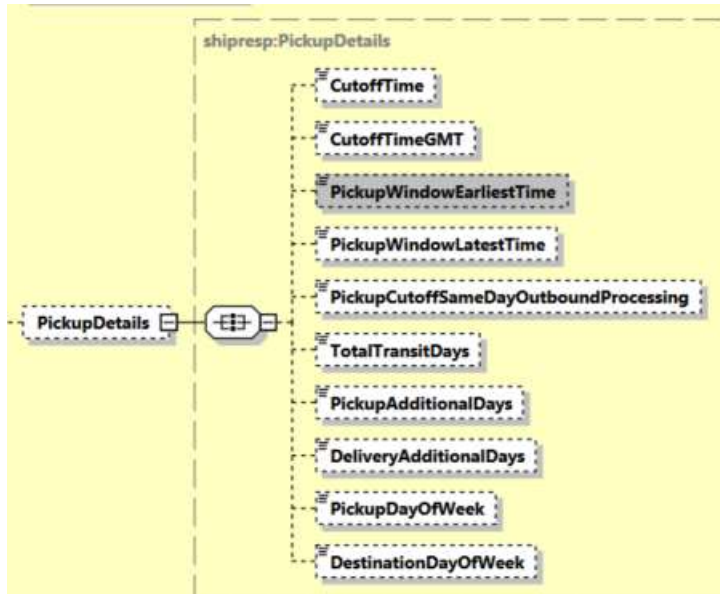 shipresp:PickupDetails
CutoffTime
CutoffTimeGMT
PickupWindowEarliestTime
PickupWindowLatestTime
PickupCutoffSameDayOutboundProcessing
PickupDetails
TotalTransitDays
PickupAdditionalDays
DeliveryAdditionalDays
PickupDayOfWeek
DestinationDayOfWeek